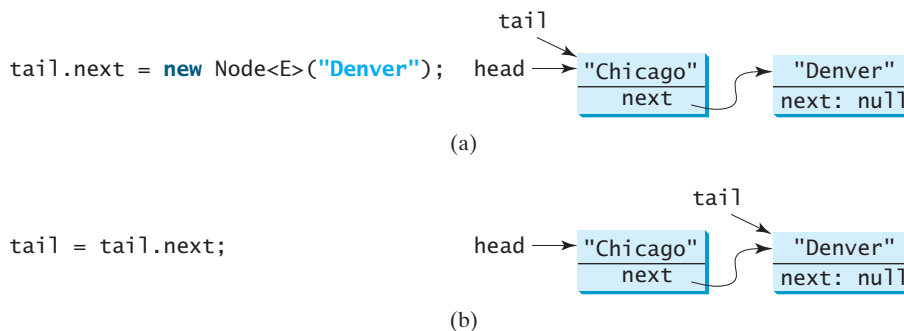 tail
tail.next = new Node<E>("Denver");
head
"Chicago"
next
"Denver"
next: null
(a)
tail
tail = tail.next;
head
"Chicago"
next
"Denver"
next: null
(b)